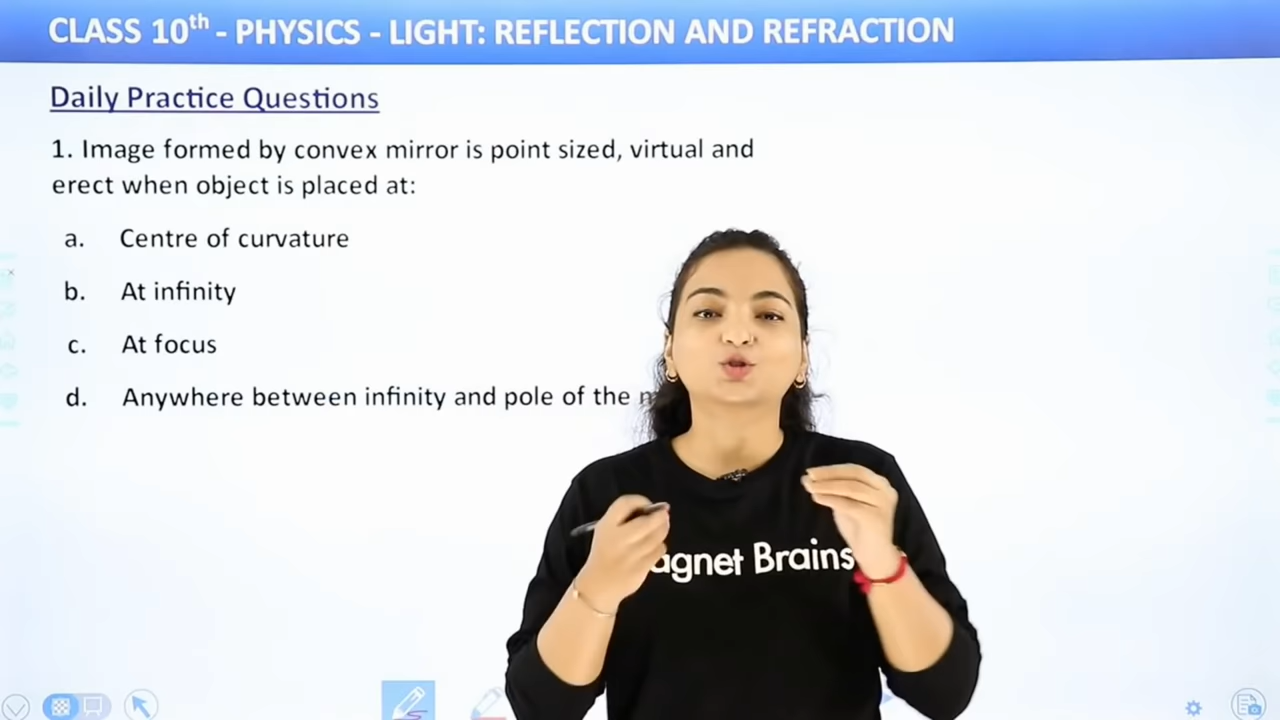 CLASS 10th - PHYSICS - LIGHT: REFLECTION AND REFRACTION
Daily Practice Questions
1. Image formed by convex mirror is point sized, virtual and
erect when object is placed at:
a. Centre of curvature
b. At infinity
c. At focus
d. Anywhere between infinity and pole of the
agnet Brains